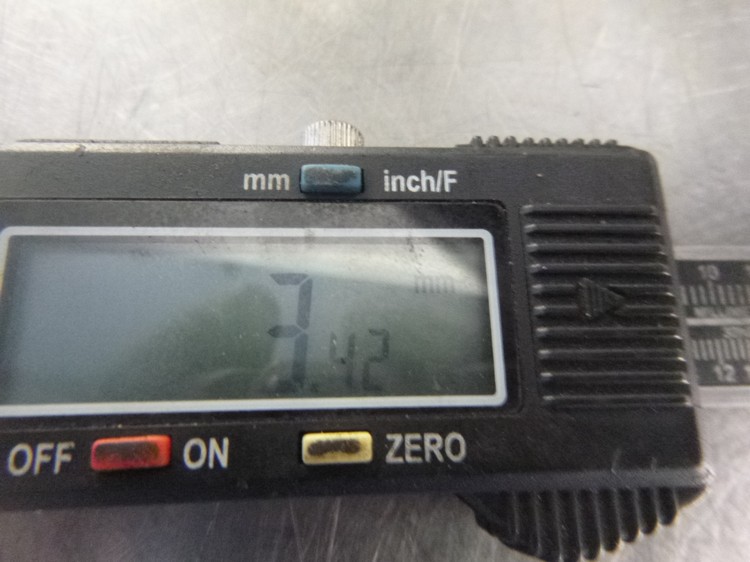 mm inch/F
mm
3.42
OFF ON ZERO
10
12